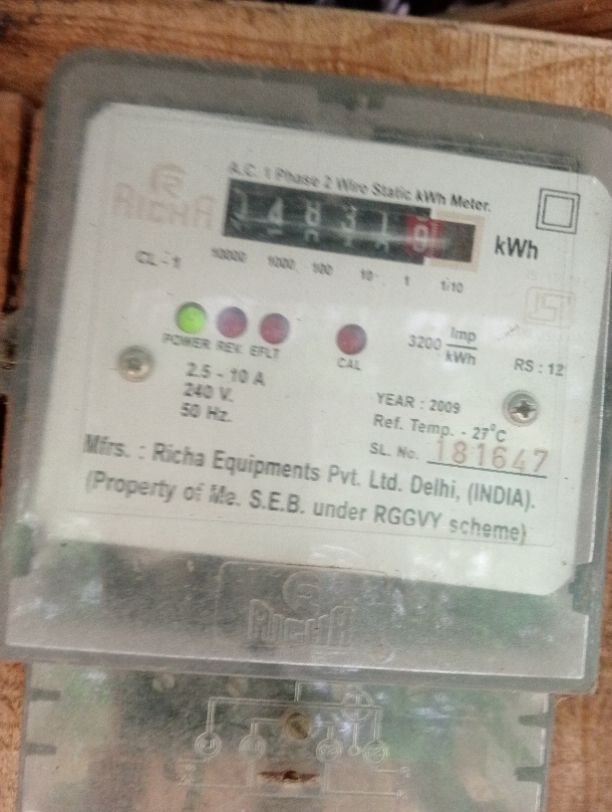 A.C. 1 Phase 2 Wire Static kWh Meter.
RICHA
kWh
CL - 1
10000 1000 100 10 1 1/10
POWER REV. EFLT
CAL
3200 Imp
kWh
RS : 12
2.5 - 10 A
240 V.
50 Hz.
YEAR : 2009
Ref. Temp. - 27°C
SL. No. 181647
Mfrs. : Richa Equipments Pvt. Ltd. Delhi, (INDIA).
(Property of Me. S.E.B. under RGGVY scheme)
RICHA